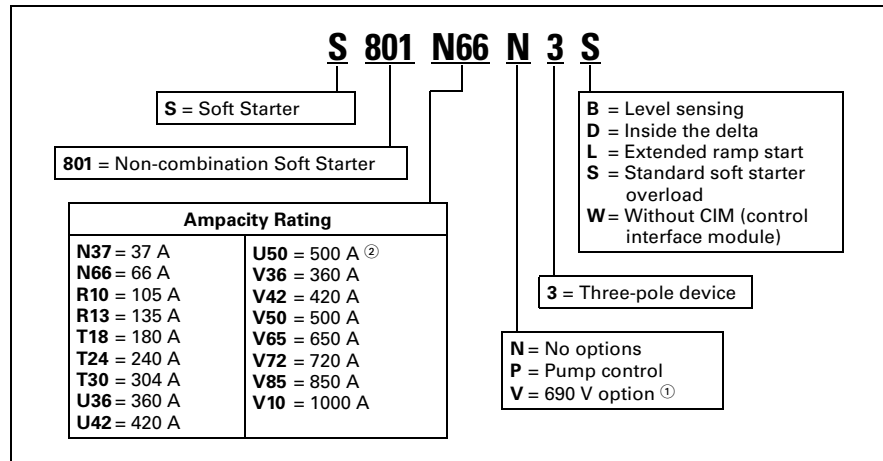 S 801 N66 N 3 S
S = Soft Starter
801 = Non-combination Soft Starter
Ampacity Rating
N37 = 37 A
N66 = 66 A
R10 = 105 A
R13 = 135 A
T18 = 180 A
T24 = 240 A
T30 = 304 A
U36 = 360 A
U42 = 420 A
U50 = 500 A ②
V36 = 360 A
V42 = 420 A
V50 = 500 A
V65 = 650 A
V72 = 720 A
V85 = 850 A
V10 = 1000 A
N = No options
P = Pump control
V = 690 V option ①
3 = Three-pole device
B = Level sensing
D = Inside the delta
L = Extended ramp start
S = Standard soft starter
overload
W = Without CIM (control
interface module)